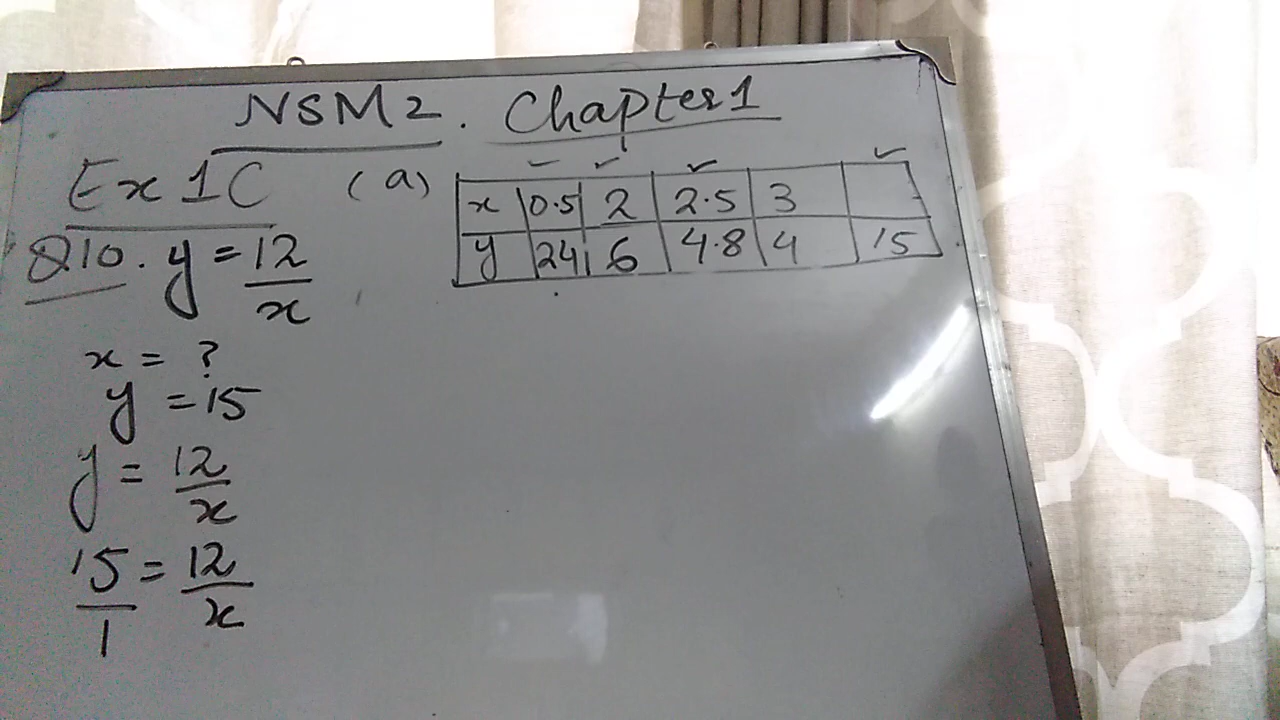 NSM2. Chapter1
Ex 1C (a)
x | 0.5 | 2 | 2.5 | 3 |
y | 24 | 6 | 4.8 | 4 | 15
Q10. y = 12/x
x = ?
y = 15
y = 12/x
15/1 = 12/x